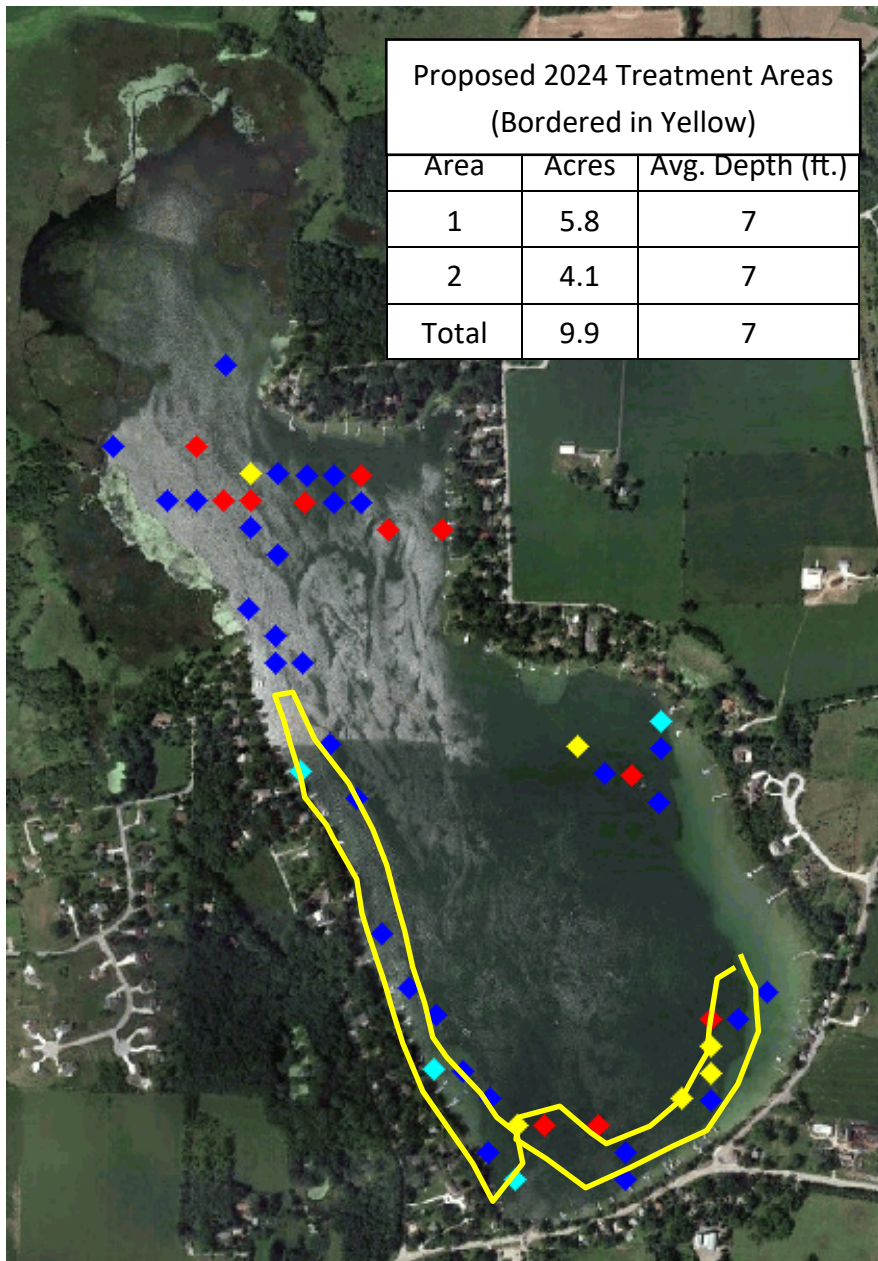 Proposed 2024 Treatment Areas
(Bordered in Yellow)
Area Acres Avg. Depth (ft.)
1 5.8 7
2 4.1 7
Total 9.9 7